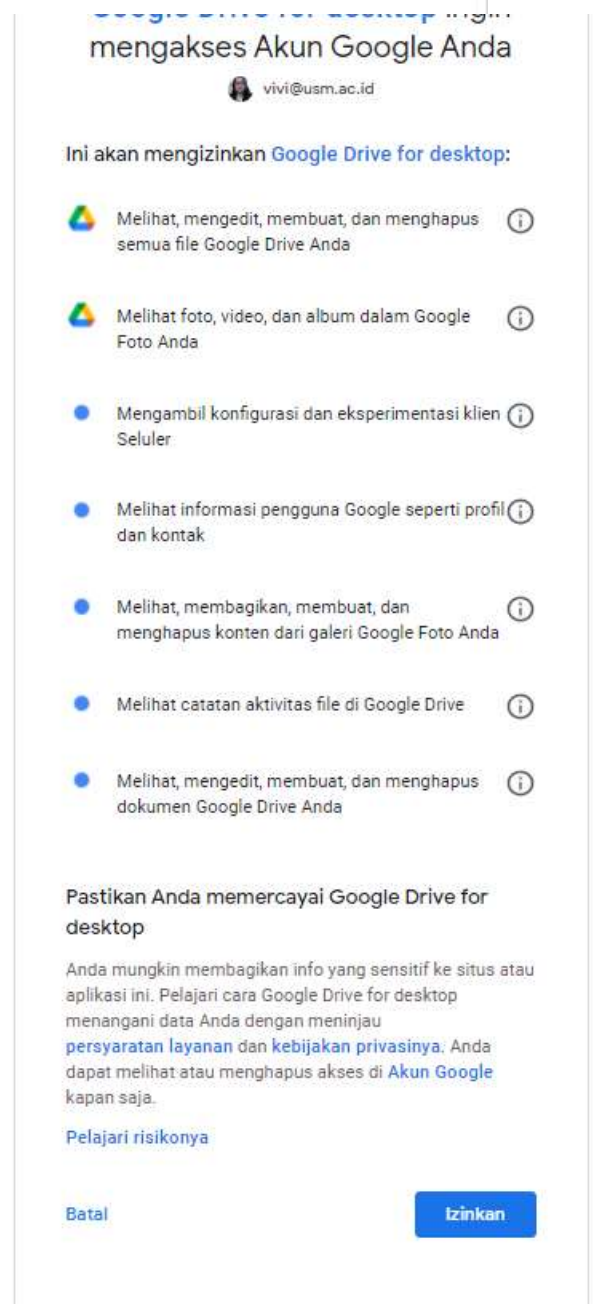 Google Drive for desktop ingin
mengakses Akun Google Anda
vivi@usm.ac.id
Ini akan mengizinkan Google Drive for desktop:
Melihat, mengedit, membuat, dan menghapus
semua file Google Drive Anda
Melihat foto, video, dan album dalam Google
Foto Anda
Mengambil konfigurasi dan eksperimentasi klien
Seluler
Melihat informasi pengguna Google seperti profil
dan kontak
Melihat, membagikan, membuat, dan
menghapus konten dari galeri Google Foto Anda
Melihat catatan aktivitas file di Google Drive
Melihat, mengedit, membuat, dan menghapus
dokumen Google Drive Anda
Pastikan Anda memercayai Google Drive for
desktop
Anda mungkin membagikan info yang sensitif ke situs atau
aplikasi ini. Pelajari cara Google Drive for desktop
menangani data Anda dengan meninjau
persyaratan layanan dan kebijakan privasinya. Anda
dapat melihat atau menghapus akses di Akun Google
kapan saja.
Pelajari risikonya
Batal
Izinkan